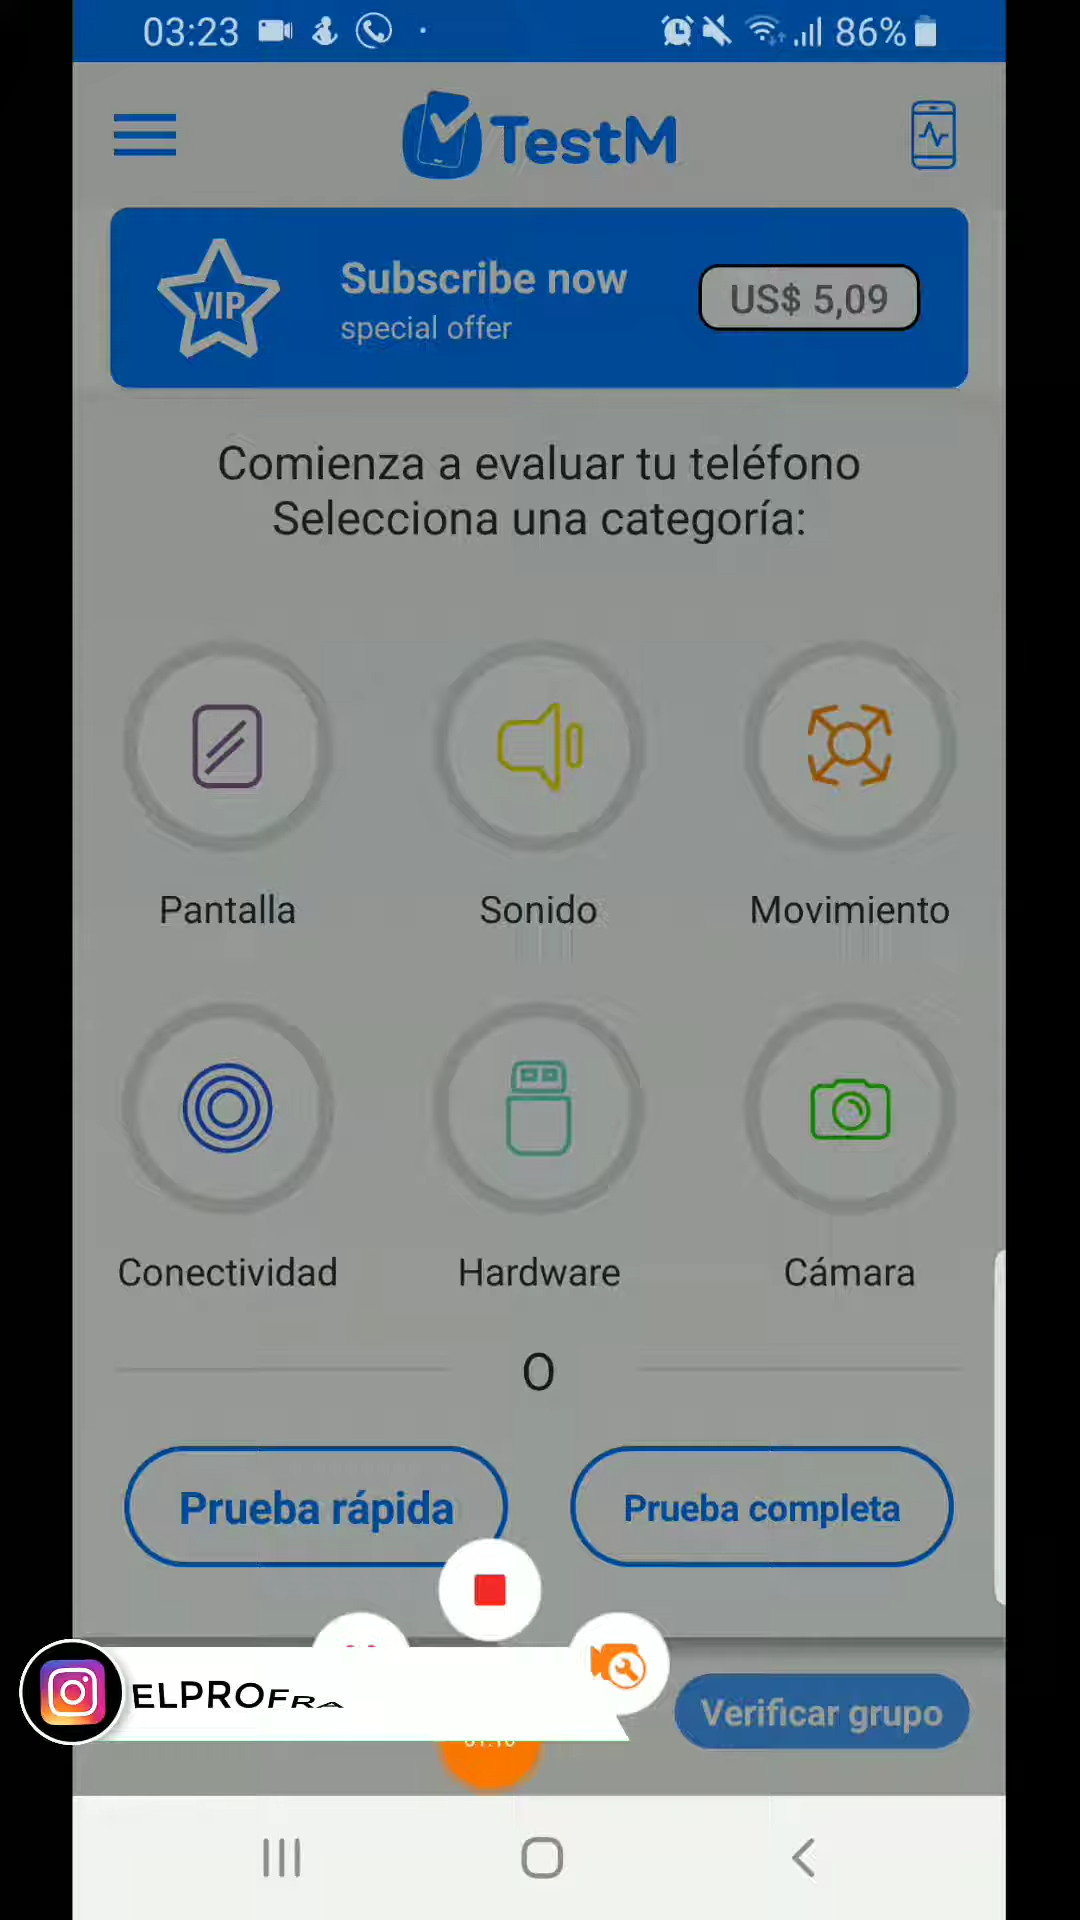 03:23
86%
TestM
VIP
Subscribe now
special offer
US$ 5,09
Comienza a evaluar tu teléfono
Selecciona una categoría:
Pantalla
Sonido
Movimiento
Conectividad
Hardware
Cámara
O
Prueba rápida
Prueba completa
ELPROFRA
Verificar grupo